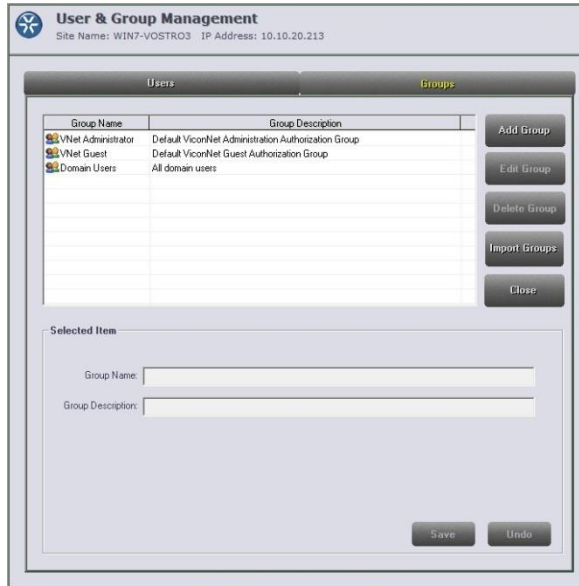 User & Group Management
Site Name: WIN7-VOSTRO3 IP Address: 10.10.20.213
Users Groups
Group Name Group Description
VNet Administrator Default ViconNet Administration Authorization Group
VNet Guest Default ViconNet Guest Authorization Group
Domain Users All domain users
Add Group
Edit Group
Delete Group
Import Groups
Close
Selected Item
Group Name:
Group Description:
Save Undo